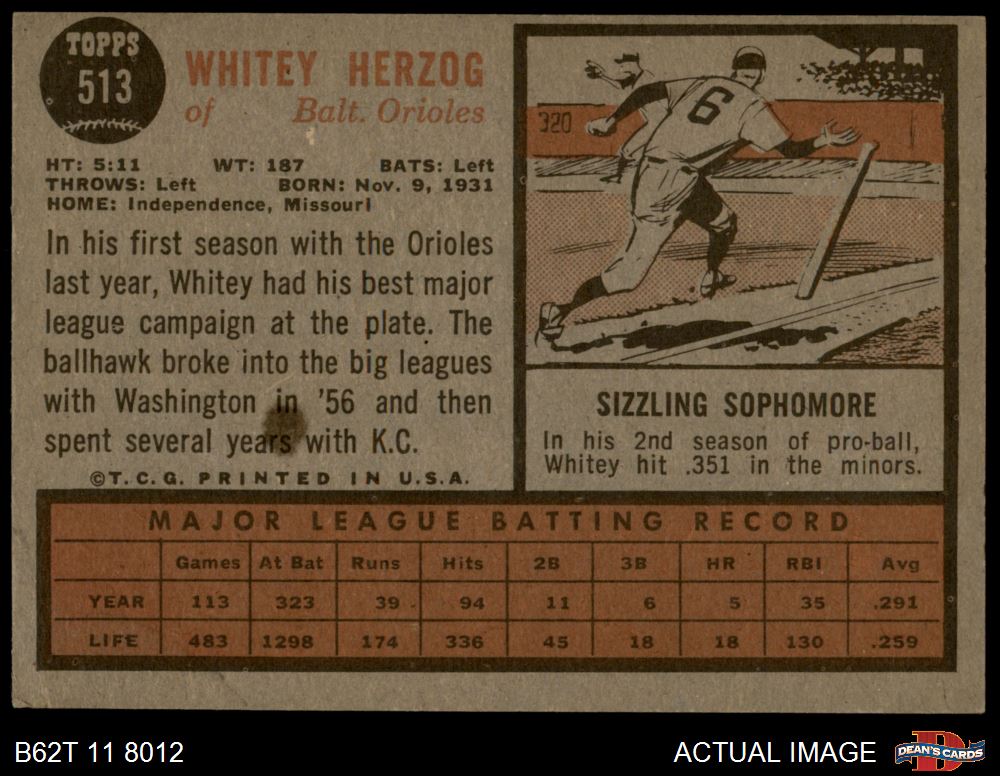 TOPPS
513
WHITEY HERZOG
of Balt. Orioles
HT: 5:11 WT: 187 BATS: Left
THROWS: Left BORN: Nov. 9, 1931
HOME: Independence, Missouri
In his first season with the Orioles
last year, Whitey had his best major
league campaign at the plate. The
ballhawk broke into the big leagues
with Washington in '56 and then
spent several years with K.C.
©T.C.G. PRINTED IN U.S.A.
320
6
SIZZLING SOPHOMORE
In his 2nd season of pro-ball,
Whitey hit .351 in the minors.
MAJOR LEAGUE BATTING RECORD
Games At Bat Runs Hits 2B 3B HR RBI Avg
YEAR 113 323 39 94 11 6 5 35 .291
LIFE 483 1298 174 336 45 18 18 130 .259
B62T 11 8012
ACTUAL IMAGE
DEAN'S CARDS